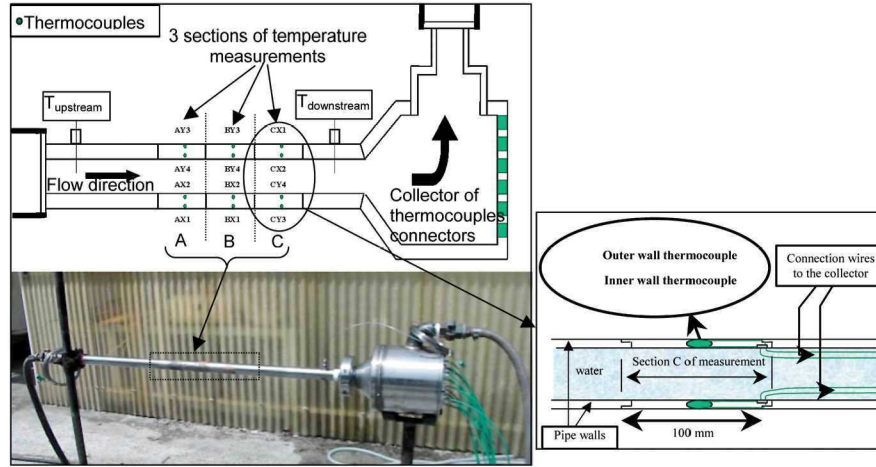 Thermocouples
3 sections of temperature
measurements
Tupstream
Tdownstream
AY3 BY3 CX1
AY4 BY4 CX2
Flow direction
AX2 BX2 CY4
AX1 BX1 CY3
Collector of
thermocouples
connectors
A B C
Outer wall thermocouple
Inner wall thermocouple
Connection wires
to the collector
water
Section C of measurement
Pipe walls
100 mm